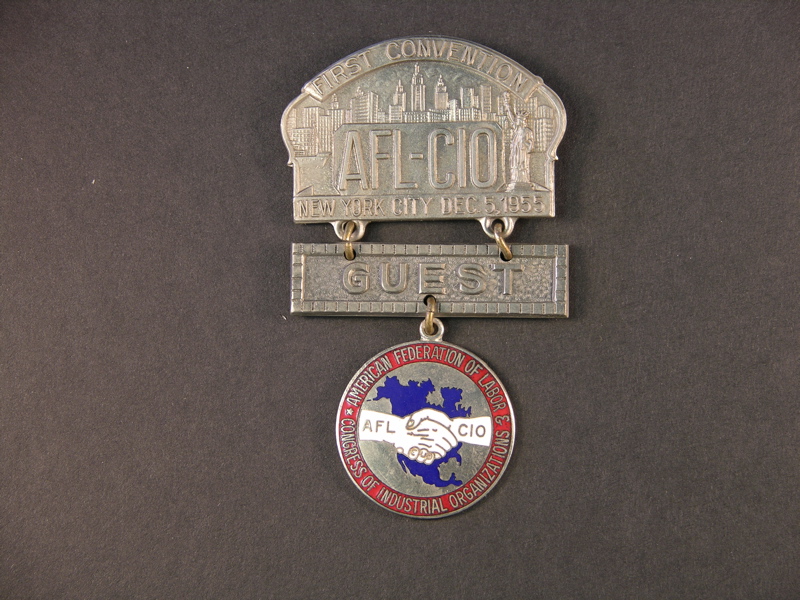 FIRST CONVENTION
AFL-CIO
NEW YORK CITY DEC. 5, 1955
GUEST
AMERICAN FEDERATION OF LABOR &
CONGRESS OF INDUSTRIAL ORGANIZATIONS
AFL CIO